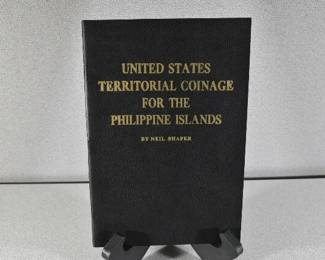 UNITED STATES
TERRITORIAL COINAGE
FOR THE
PHILIPPINE ISLANDS
BY NEIL SHAFER